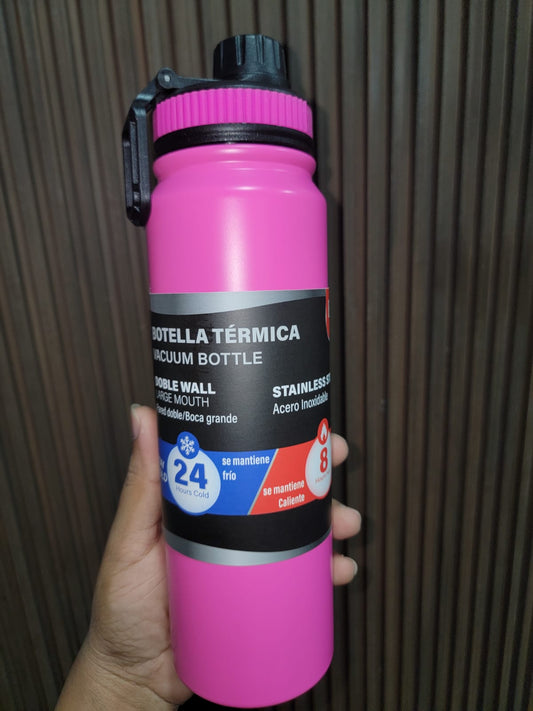 BOTELLA TÉRMICA
VACUUM BOTTLE
DOBLE WALL
LARGE MOUTH
Pared doble/Boca grande
STAINLESS
Acero Inoxidable
24
Hours Cold
se mantiene
frío
8
se mantiene
Caliente